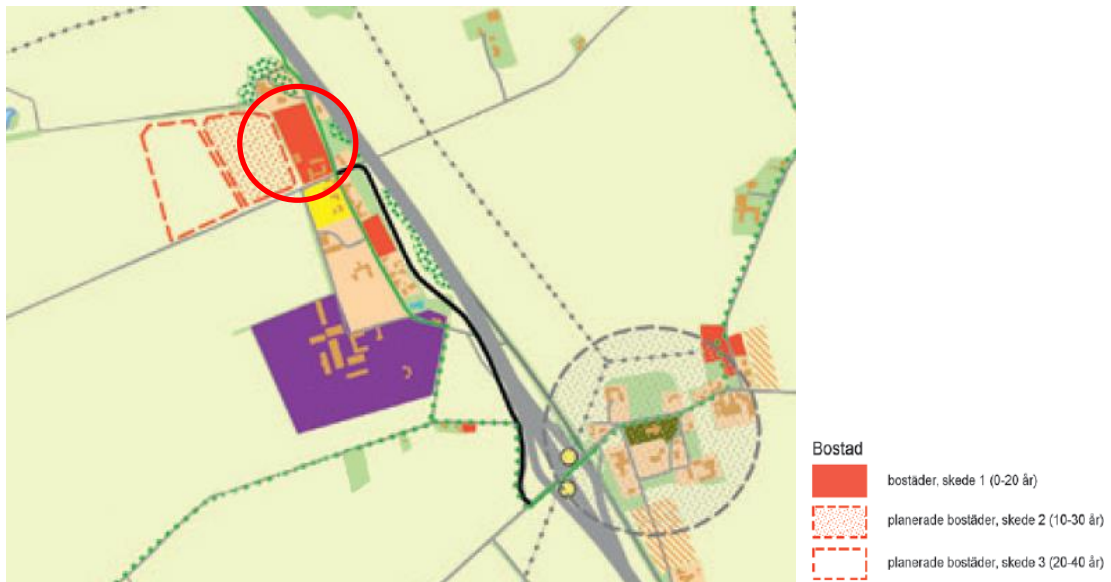 Bostad
bostäder, skede 1 (0-20 år)
planerade bostäder, skede 2 (10-30 år)
planerade bostäder, skede 3 (20-40 år)